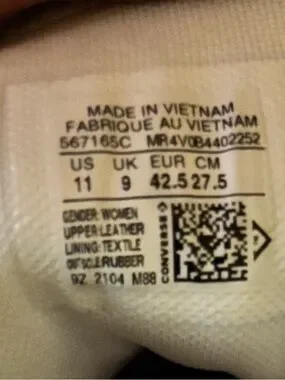 MADE IN VIETNAM
FABRIQUE AU VIETNAM
567165C MR4V0B4402252
US UK EUR CM
11 9 42.5 27.5
GENDER: WOMEN
UPPER: LEATHER
LINING: TEXTILE
OUTSOLE: RUBBER
9Z 2104 M88
CONVERSE